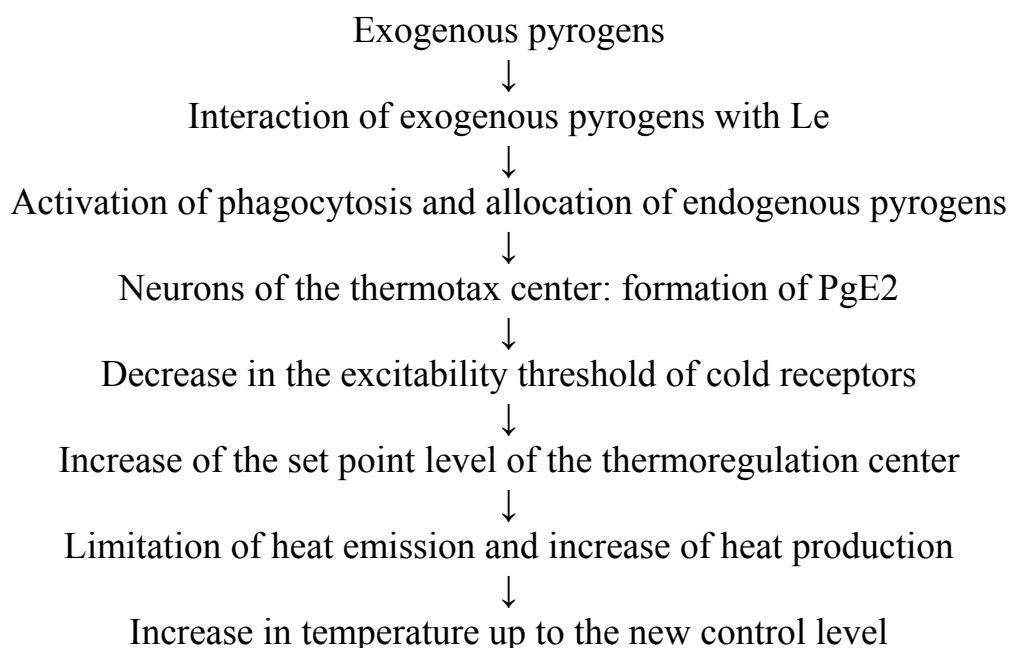 Exogenous pyrogens
↓
Interaction of exogenous pyrogens with Le
↓
Activation of phagocytosis and allocation of endogenous pyrogens
↓
Neurons of the thermotax center: formation of PgE2
↓
Decrease in the excitability threshold of cold receptors
↓
Increase of the set point level of the thermoregulation center
↓
Limitation of heat emission and increase of heat production
↓
Increase in temperature up to the new control level